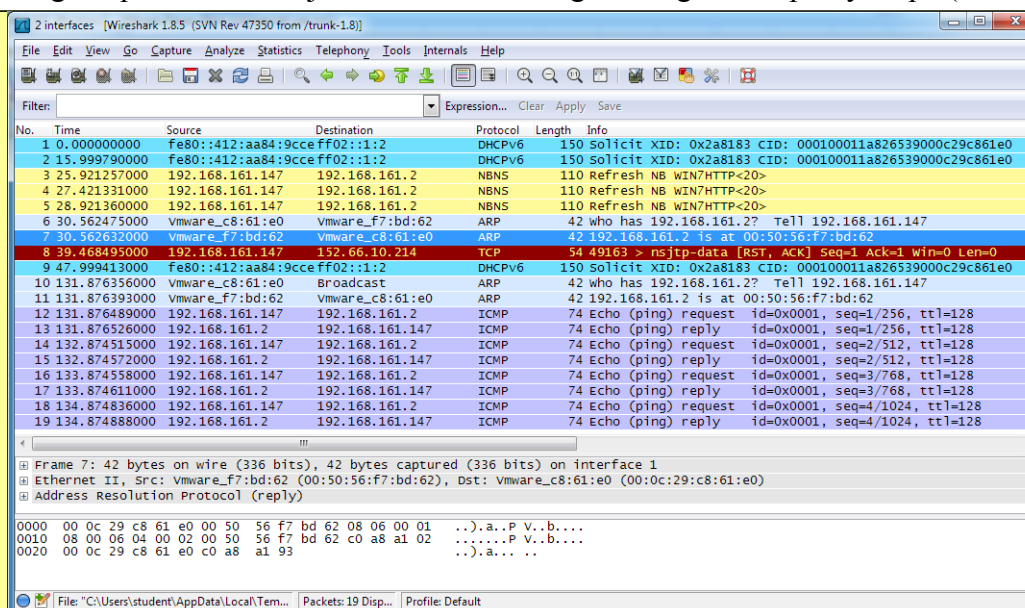 2 interfaces [Wireshark 1.8.5 (SVN Rev 47350 from /trunk-1.8)]
File Edit View Go Capture Analyze Statistics Telephony Tools Internals Help
Filter: Expression... Clear Apply Save
No. Time Source Destination Protocol Length Info
1 0.000000000 fe80::412:aa84:9cce ff02::1:2 DHCPv6 150 Solicit XID: 0x2a8183 CID: 000100011a826539000c29c861e0
2 15.999790000 fe80::412:aa84:9cce ff02::1:2 DHCPv6 150 Solicit XID: 0x2a8183 CID: 000100011a826539000c29c861e0
3 25.921257000 192.168.161.147 192.168.161.2 NBNS 110 Refresh NB WIN7HTTP<20>
4 27.421331000 192.168.161.147 192.168.161.2 NBNS 110 Refresh NB WIN7HTTP<20>
5 28.921360000 192.168.161.147 192.168.161.2 NBNS 110 Refresh NB WIN7HTTP<20>
6 30.562475000 Vmware_c8:61:e0 Vmware_f7:bd:62 ARP 42 Who has 192.168.161.2? Tell 192.168.161.147
7 30.562632000 Vmware_f7:bd:62 Vmware_c8:61:e0 ARP 42 192.168.161.2 is at 00:50:56:f7:bd:62
8 39.468495000 192.168.161.147 152.66.10.214 TCP 54 49163 > nsjtp-data [RST, ACK] Seq=1 Ack=1 Win=0 Len=0
9 47.999413000 fe80::412:aa84:9cce ff02::1:2 DHCPv6 150 Solicit XID: 0x2a8183 CID: 000100011a826539000c29c861e0
10 131.876356000 Vmware_c8:61:e0 Broadcast ARP 42 Who has 192.168.161.2? Tell 192.168.161.147
11 131.876393000 Vmware_f7:bd:62 Vmware_c8:61:e0 ARP 42 192.168.161.2 is at 00:50:56:f7:bd:62
12 131.876489000 192.168.161.147 192.168.161.2 ICMP 74 Echo (ping) request id=0x0001, seq=1/256, ttl=128
13 131.876526000 192.168.161.2 192.168.161.147 ICMP 74 Echo (ping) reply id=0x0001, seq=1/256, ttl=128
14 132.874515000 192.168.161.147 192.168.161.2 ICMP 74 Echo (ping) request id=0x0001, seq=2/512, ttl=128
15 132.874572000 192.168.161.2 192.168.161.147 ICMP 74 Echo (ping) reply id=0x0001, seq=2/512, ttl=128
16 133.874558000 192.168.161.147 192.168.161.2 ICMP 74 Echo (ping) request id=0x0001, seq=3/768, ttl=128
17 133.874611000 192.168.161.2 192.168.161.147 ICMP 74 Echo (ping) reply id=0x0001, seq=3/768, ttl=128
18 134.874836000 192.168.161.147 192.168.161.2 ICMP 74 Echo (ping) request id=0x0001, seq=4/1024, ttl=128
19 134.874888000 192.168.161.2 192.168.161.147 ICMP 74 Echo (ping) reply id=0x0001, seq=4/1024, ttl=128
Frame 7: 42 bytes on wire (336 bits), 42 bytes captured (336 bits) on interface 1
Ethernet II, Src: Vmware_f7:bd:62 (00:50:56:f7:bd:62), Dst: Vmware_c8:61:e0 (00:0c:29:c8:61:e0)
Address Resolution Protocol (reply)
0000 00 0c 29 c8 61 e0 00 50 56 f7 bd 62 08 06 00 01 ..).a..P V..b....
0010 08 00 06 04 00 02 00 50 56 f7 bd 62 c0 a8 a1 02 .......P V..b....
0020 00 0c 29 c8 61 e0 c0 a8 a1 93 ..).a... ..
File: "C:\Users\student\AppData\Local\Tem... Packets: 19 Disp... Profile: Default